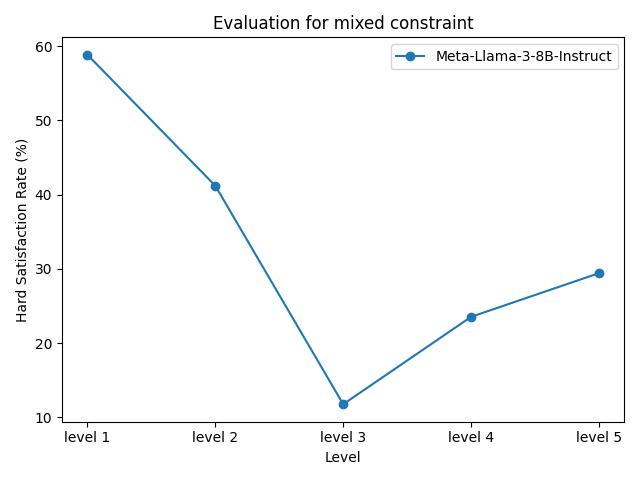 Evaluation for mixed constraint
Meta-Llama-3-8B-Instruct
Hard Satisfaction Rate (%)
60
50
40
30
20
10
level 1 level 2 level 3 level 4 level 5
Level